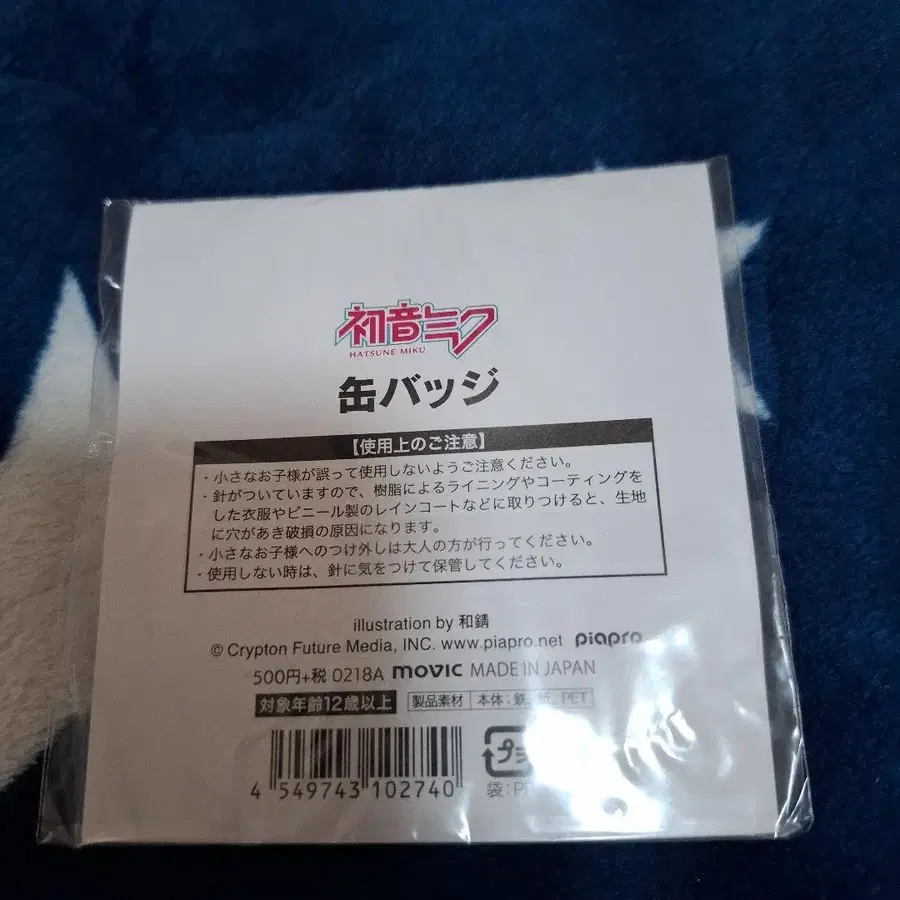 初音ミク
HATSUNE MIKU
缶バッジ
【使用上のご注意】
・小さなお子様が誤って使用しないようご注意ください。
・針がついていますので、樹脂によるライニングやコーティングを
した衣服やビニール製のレインコートなどに取りつけると、生地
に穴があき破損の原因になります。
・小さなお子様へのつけ外しは大人の方が行ってください。
・使用しない時は、針に気をつけて保管してください。
illustration by 和錆
© Crypton Future Media, INC. www.piapro.net piapro
500円+税 0218A movic MADE IN JAPAN
対象年齢12歳以上 製品素材 本体:鉄、紙、PET
プラ
4 549743 102740
袋:P